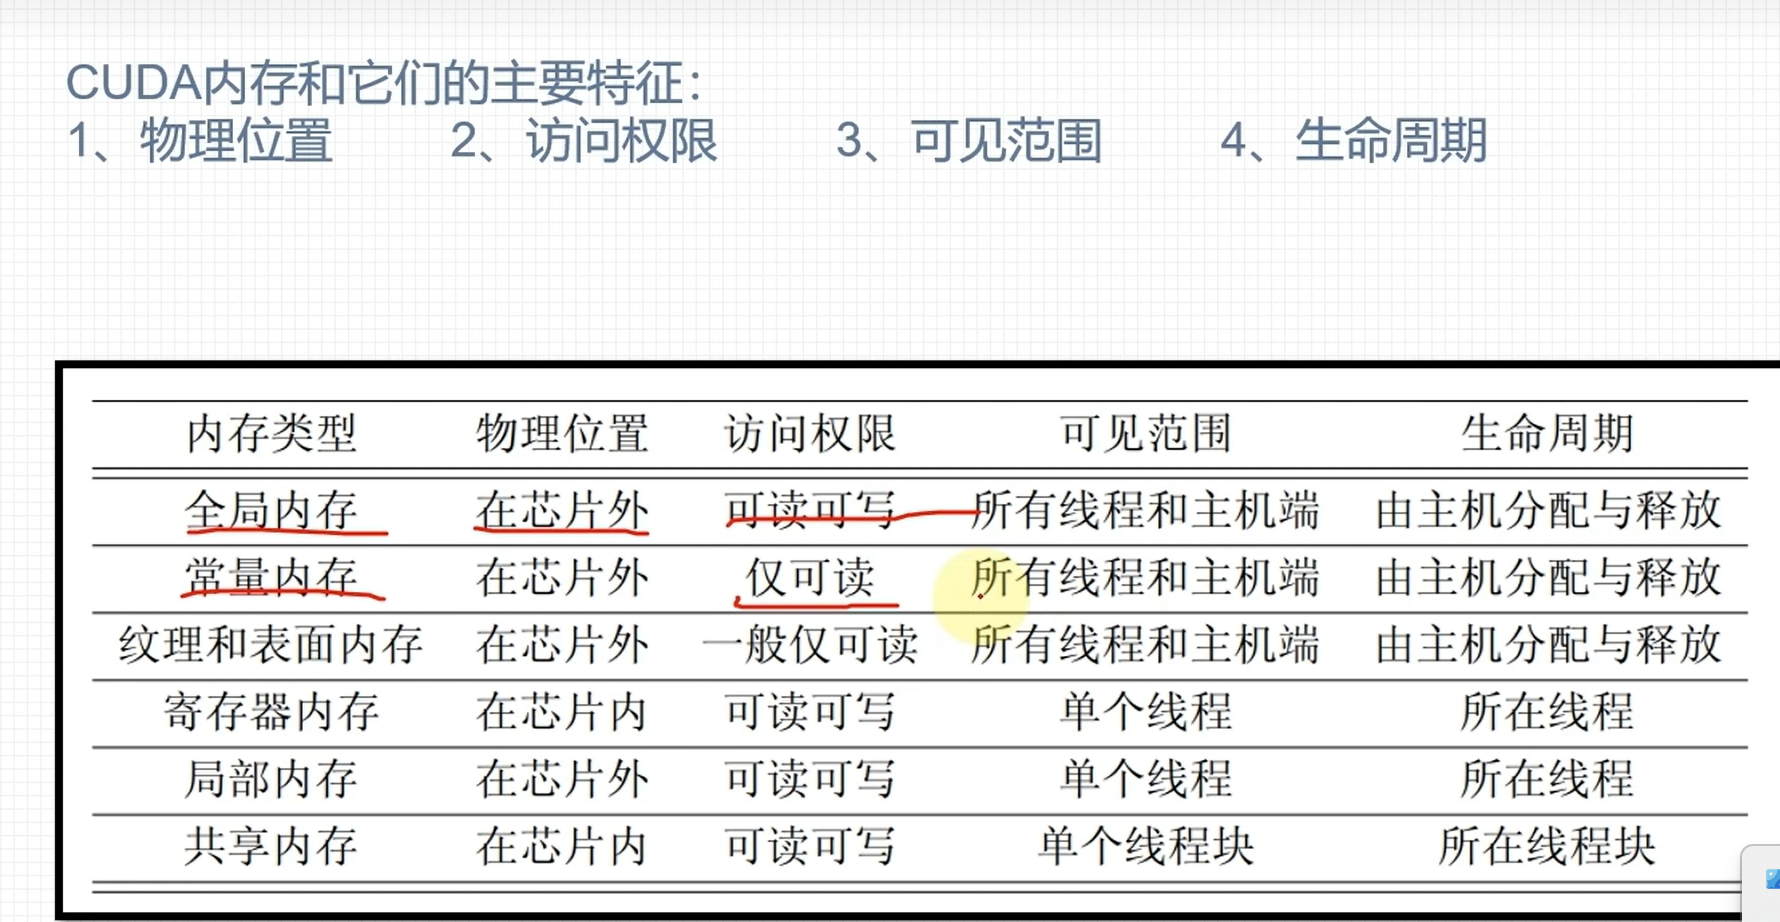 CUDA内存和它们的主要特征：
1、物理位置 2、访问权限 3、可见范围 4、生命周期
内存类型 物理位置 访问权限 可见范围 生命周期
全局内存 在芯片外 可读可写 所有线程和主机端 由主机分配与释放
常量内存 在芯片外 仅可读 所有线程和主机端 由主机分配与释放
纹理和表面内存 在芯片外 一般仅可读 所有线程和主机端 由主机分配与释放
寄存器内存 在芯片内 可读可写 单个线程 所在线程
局部内存 在芯片外 可读可写 单个线程 所在线程
共享内存 在芯片内 可读可写 单个线程块 所在线程块